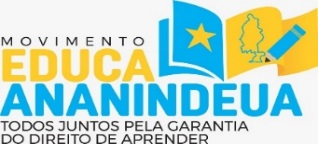 MOVIMENTO
EDUCA
ANANINDEUA
TODOS JUNTOS PELA GARANTIA
DO DIREITO DE APRENDER